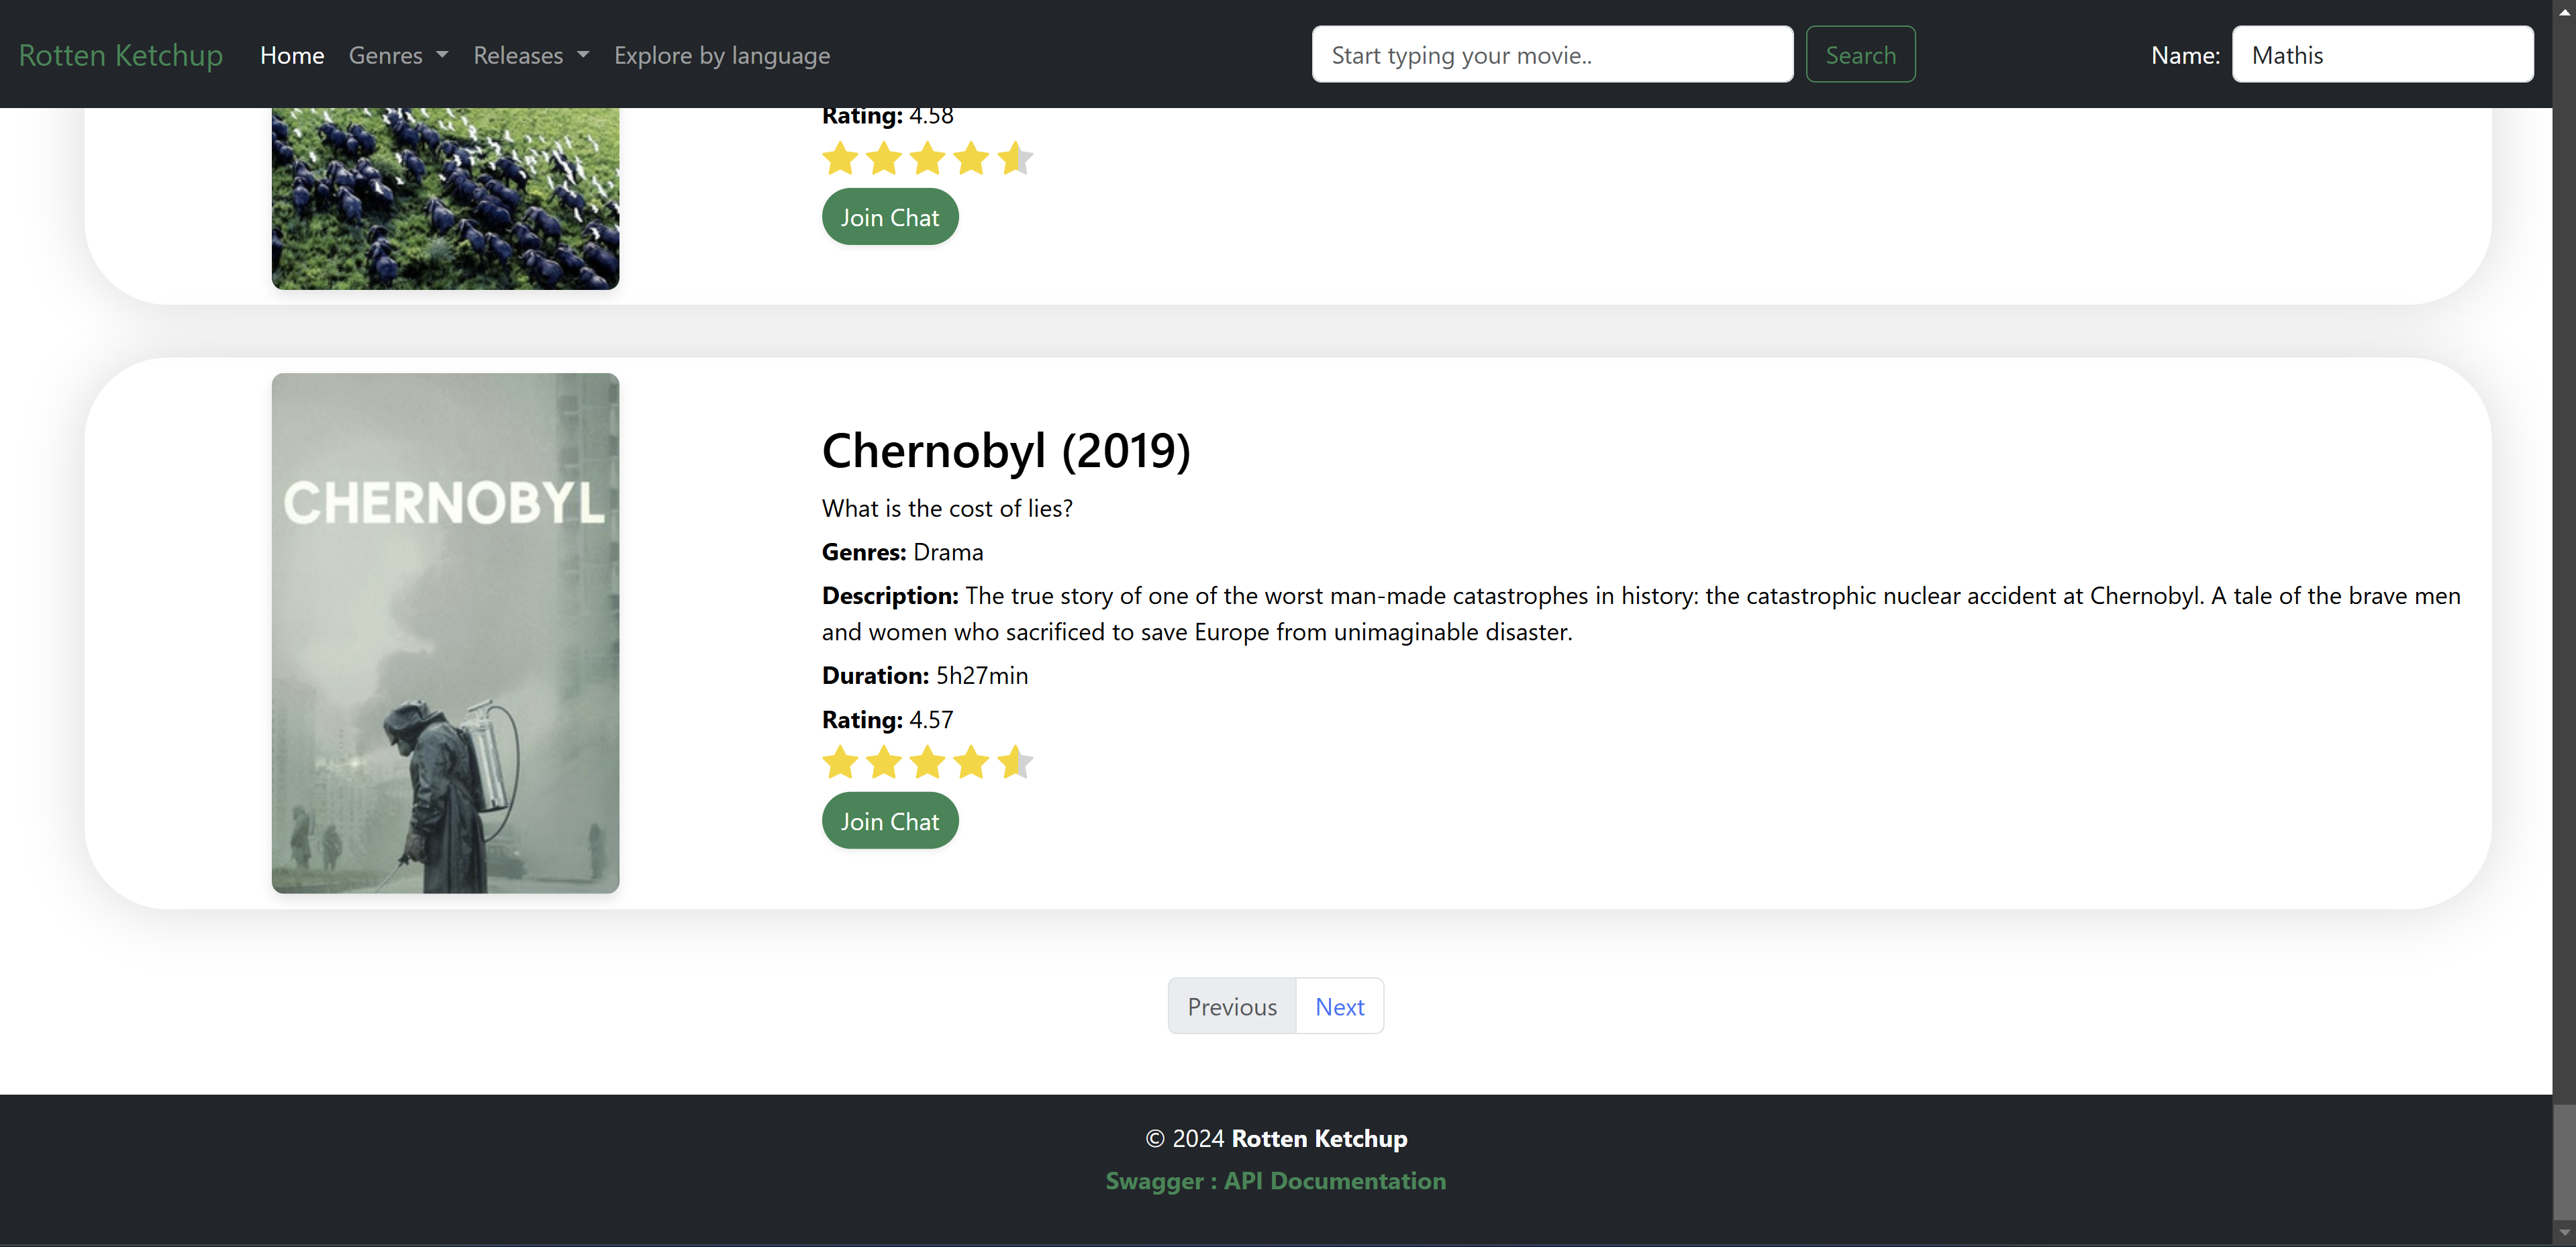 Rotten Ketchup Home Genres Releases Explore by language Start typing your movie.. Search Name: Mathis
Rating: 4.58
Join Chat
CHERNOBYL
Chernobyl (2019)
What is the cost of lies?
Genres: Drama
Description: The true story of one of the worst man-made catastrophes in history: the catastrophic nuclear accident at Chernobyl. A tale of the brave men
and women who sacrificed to save Europe from unimaginable disaster.
Duration: 5h27min
Rating: 4.57
Join Chat
Previous Next
© 2024 Rotten Ketchup
Swagger : API Documentation